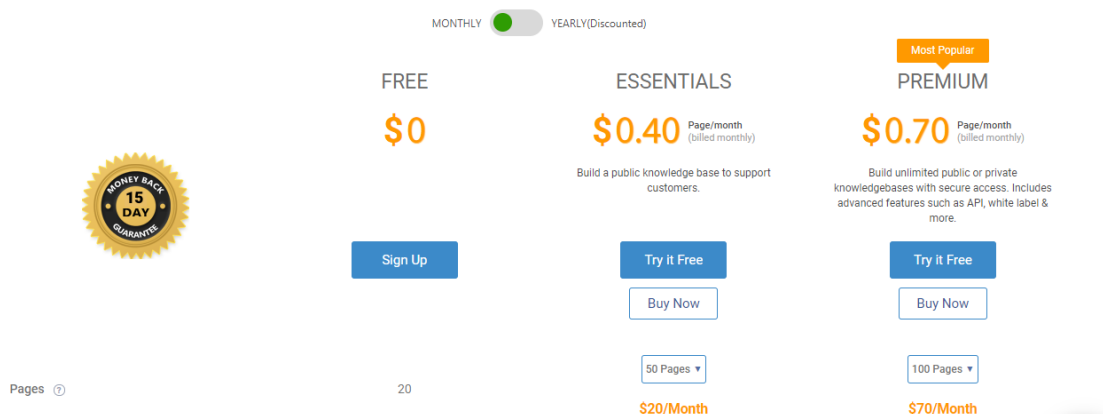 MONTHLY YEARLY(Discounted)
Most Popular
FREE ESSENTIALS PREMIUM
$0 $0.40 Page/month $0.70 Page/month
(billed monthly) (billed monthly)
Build a public knowledge base to support
customers.
Build unlimited public or private
knowledgebases with secure access. Includes
advanced features such as API, white label &
more.
MONEY BACK
15
DAY
GUARANTEE
Sign Up Try it Free Try it Free
Buy Now Buy Now
50 Pages ▼ 100 Pages ▼
Pages ? 20
$20/Month $70/Month